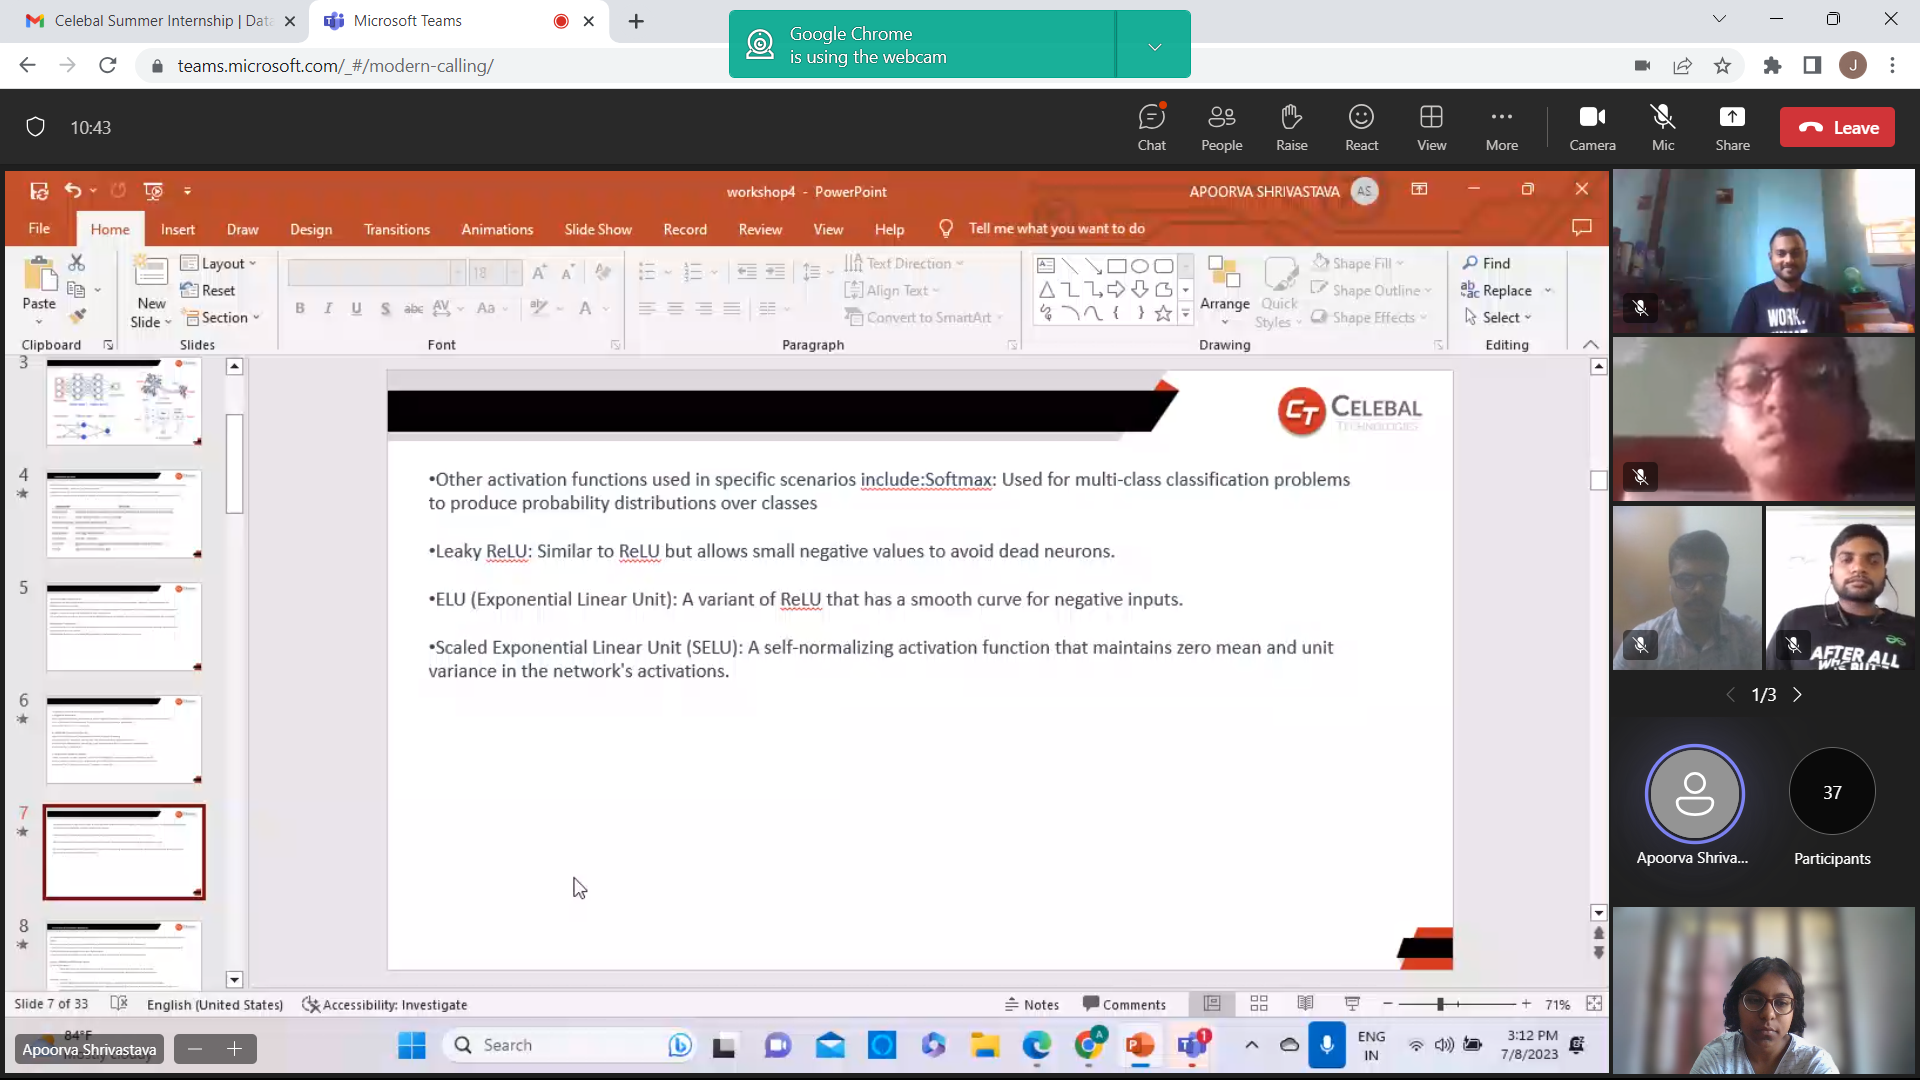 Celebal Summer Internship | Data
Microsoft Teams
Google Chrome
is using the webcam
teams.microsoft.com/_#/modern-calling/
J
10:43
Chat
People
Raise
React
View
More
Camera
Mic
Share
Leave
workshop4 - PowerPoint
APOORVA SHRIVASTAVA
AS
File
Home
Insert
Draw
Design
Transitions
Animations
Slide Show
Record
Review
View
Help
Tell me what you want to do
Paste
Clipboard
New
Slide
Layout
Reset
Section
Slides
18
B I U S abc AV Aa A
Font
Text Direction
Align Text
Convert to SmartArt
Paragraph
Arrange
Quick
Styles
Shape Fill
Shape Outline
Shape Effects
Drawing
Find
Replace
Select
Editing
3
4
5
6
7
8
CT CELEBAL
TECHNOLOGIES
•Other activation functions used in specific scenarios include:Softmax: Used for multi-class classification problems
to produce probability distributions over classes
•Leaky ReLU: Similar to ReLU but allows small negative values to avoid dead neurons.
•ELU (Exponential Linear Unit): A variant of ReLU that has a smooth curve for negative inputs.
•Scaled Exponential Linear Unit (SELU): A self-normalizing activation function that maintains zero mean and unit
variance in the network's activations.
WORK.
AFTER ALL
1/3
Apoorva Shriva...
37
Participants
Slide 7 of 33
English (United States)
Accessibility: Investigate
Notes
Comments
71%
84°F
Apoorva Shrivastava
Search
ENG
IN
3:12 PM
7/8/2023